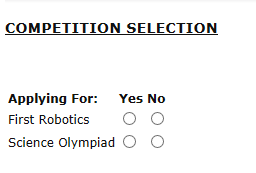 COMPETITION SELECTION
Applying For: Yes No
First Robotics
Science Olympiad